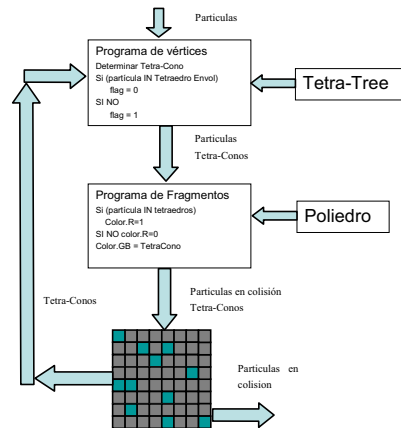 Particulas
Programa de vértices
Determinar Tetra-Cono
Si (partícula IN Tetraedro Envol)
flag = 0
SI NO
flag = 1
Tetra-Tree
Particulas
Tetra-Conos
Programa de Fragmentos
Si (partícula IN tetraedros)
Color.R=1
SI NO color.R=0
Color.GB = TetraCono
Poliedro
Particulas en colisión
Tetra-Conos
Tetra-Conos
Particulas en
colision